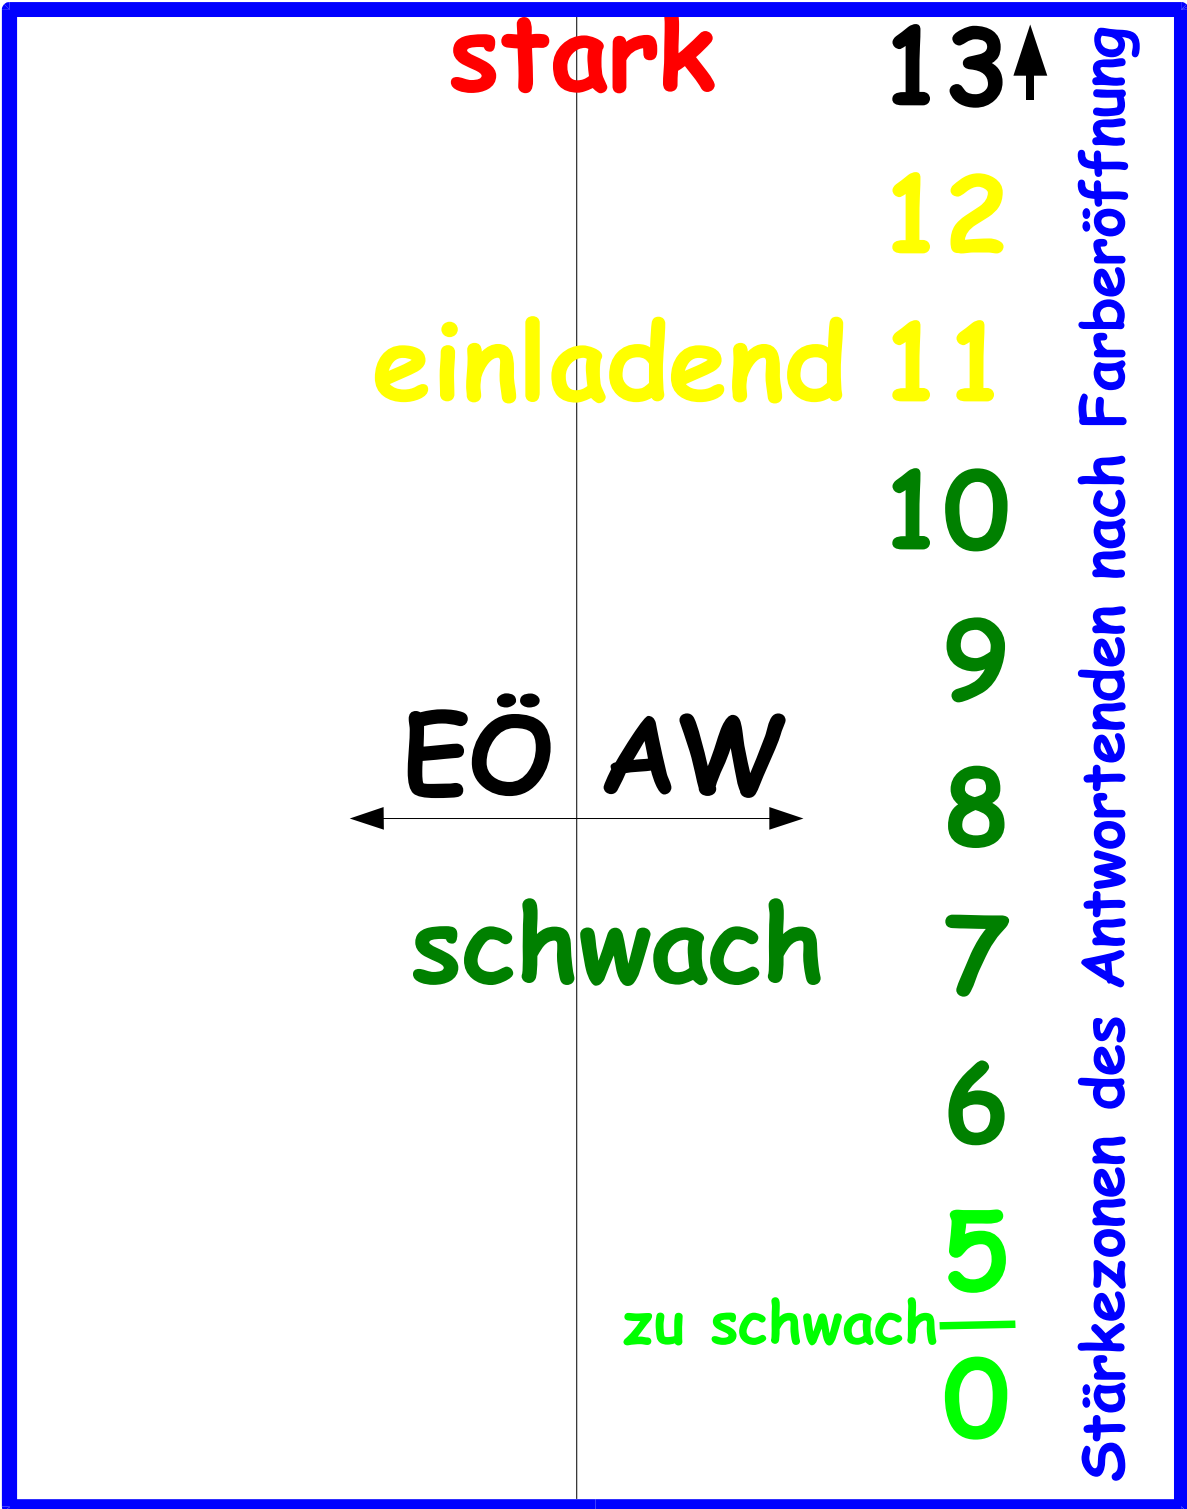 stark 13
12
einladend 11
10
9
EÖ AW
8
schwach 7
6
5
zu schwach
0
Stärkezonen des Antwortenden nach Farberöffnung